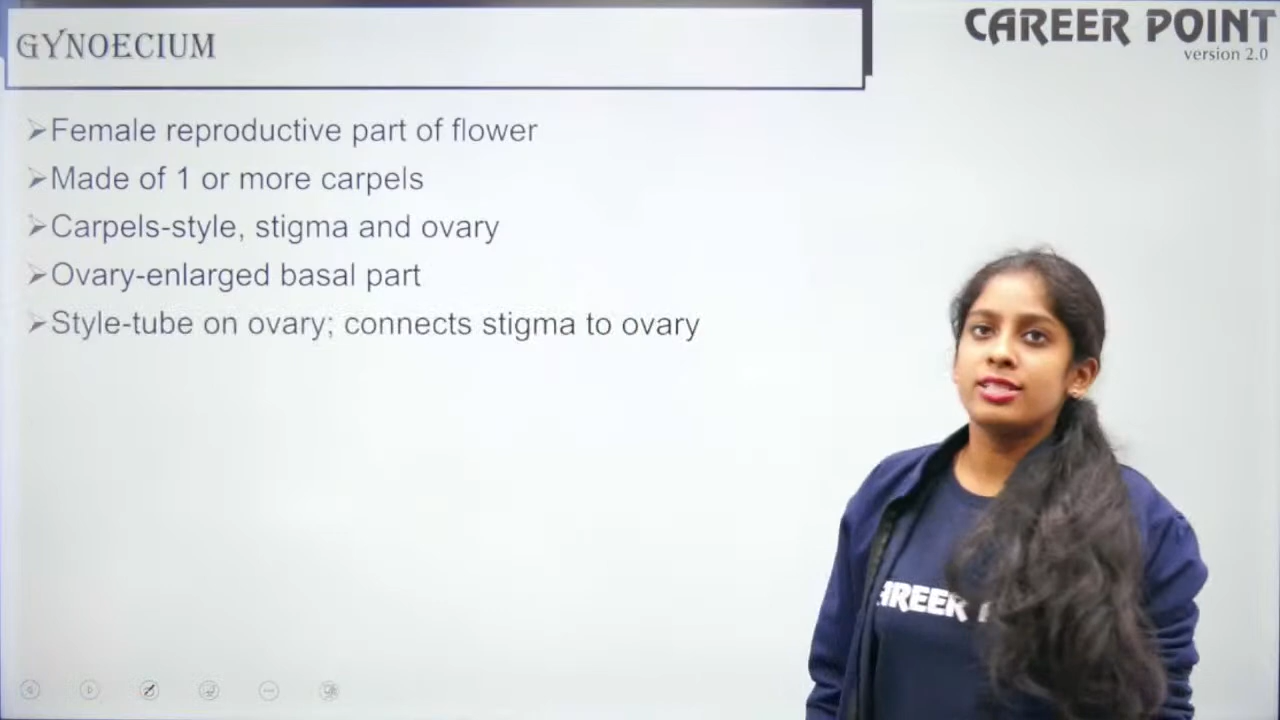 GYNOECIUM
CAREER POINT
version 2.0
➢Female reproductive part of flower
➢Made of 1 or more carpels
➢Carpels-style, stigma and ovary
➢Ovary-enlarged basal part
➢Style-tube on ovary; connects stigma to ovary